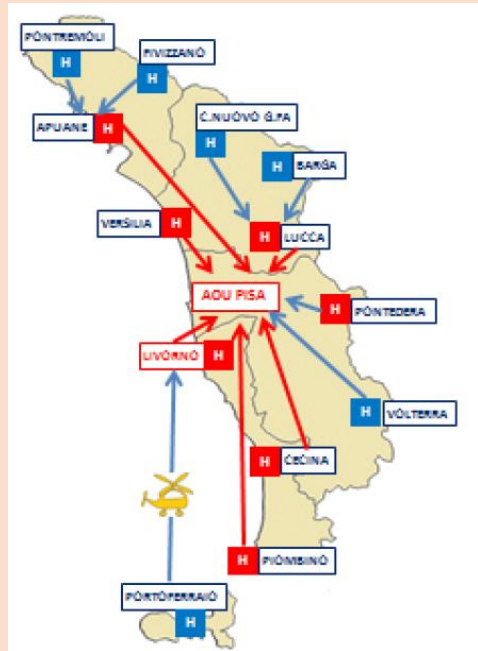 PONTREMOLI
H
FIVIZZANO
H
APUANE H
C.NUOVO G.FA
H
H BARGA
VERSILIA H
H LUCCA
AOU PISA
H PONTEDERA
LIVORNO H
H VOLTERRA
H CECINA
H PIOMBINO
PORTOFERRAIO
H